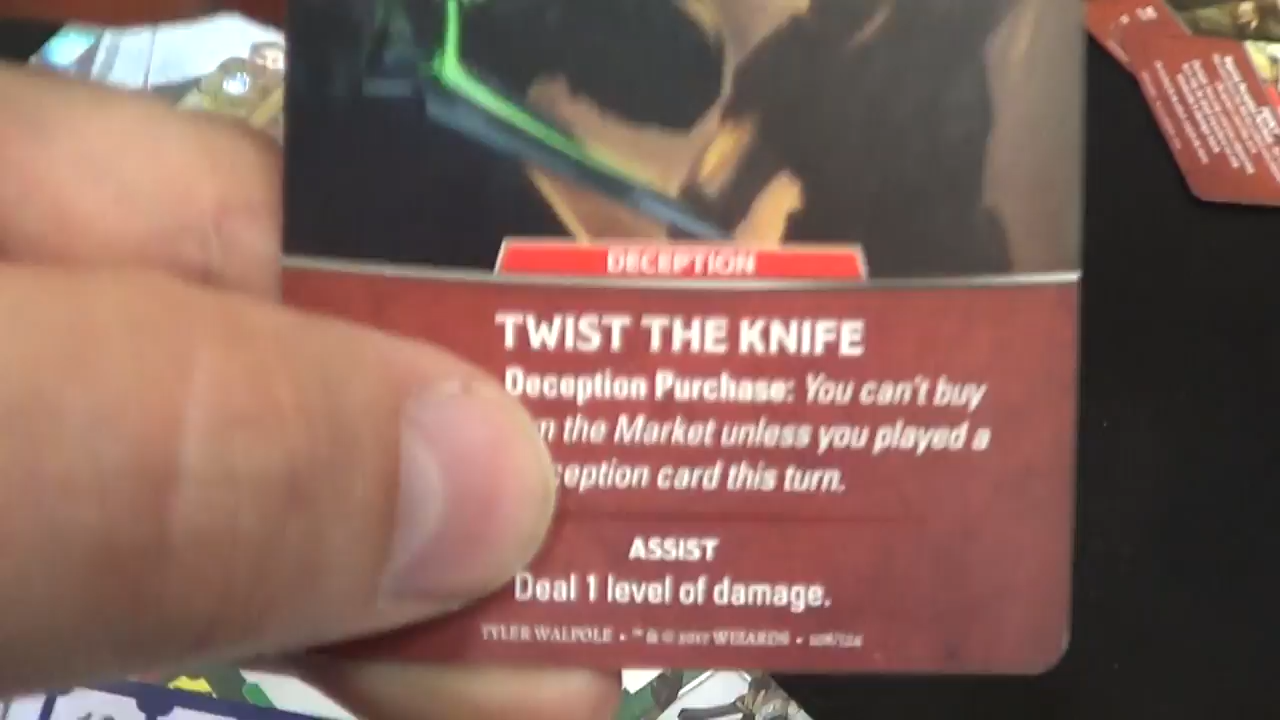 DECEPTION
TWIST THE KNIFE
Deception Purchase: You can't buy
the Market unless you played a
card this turn.
ASSIST
Deal 1 level of damage.
TYLER WALPOLE • ™ & © 2017 WIZARDS •